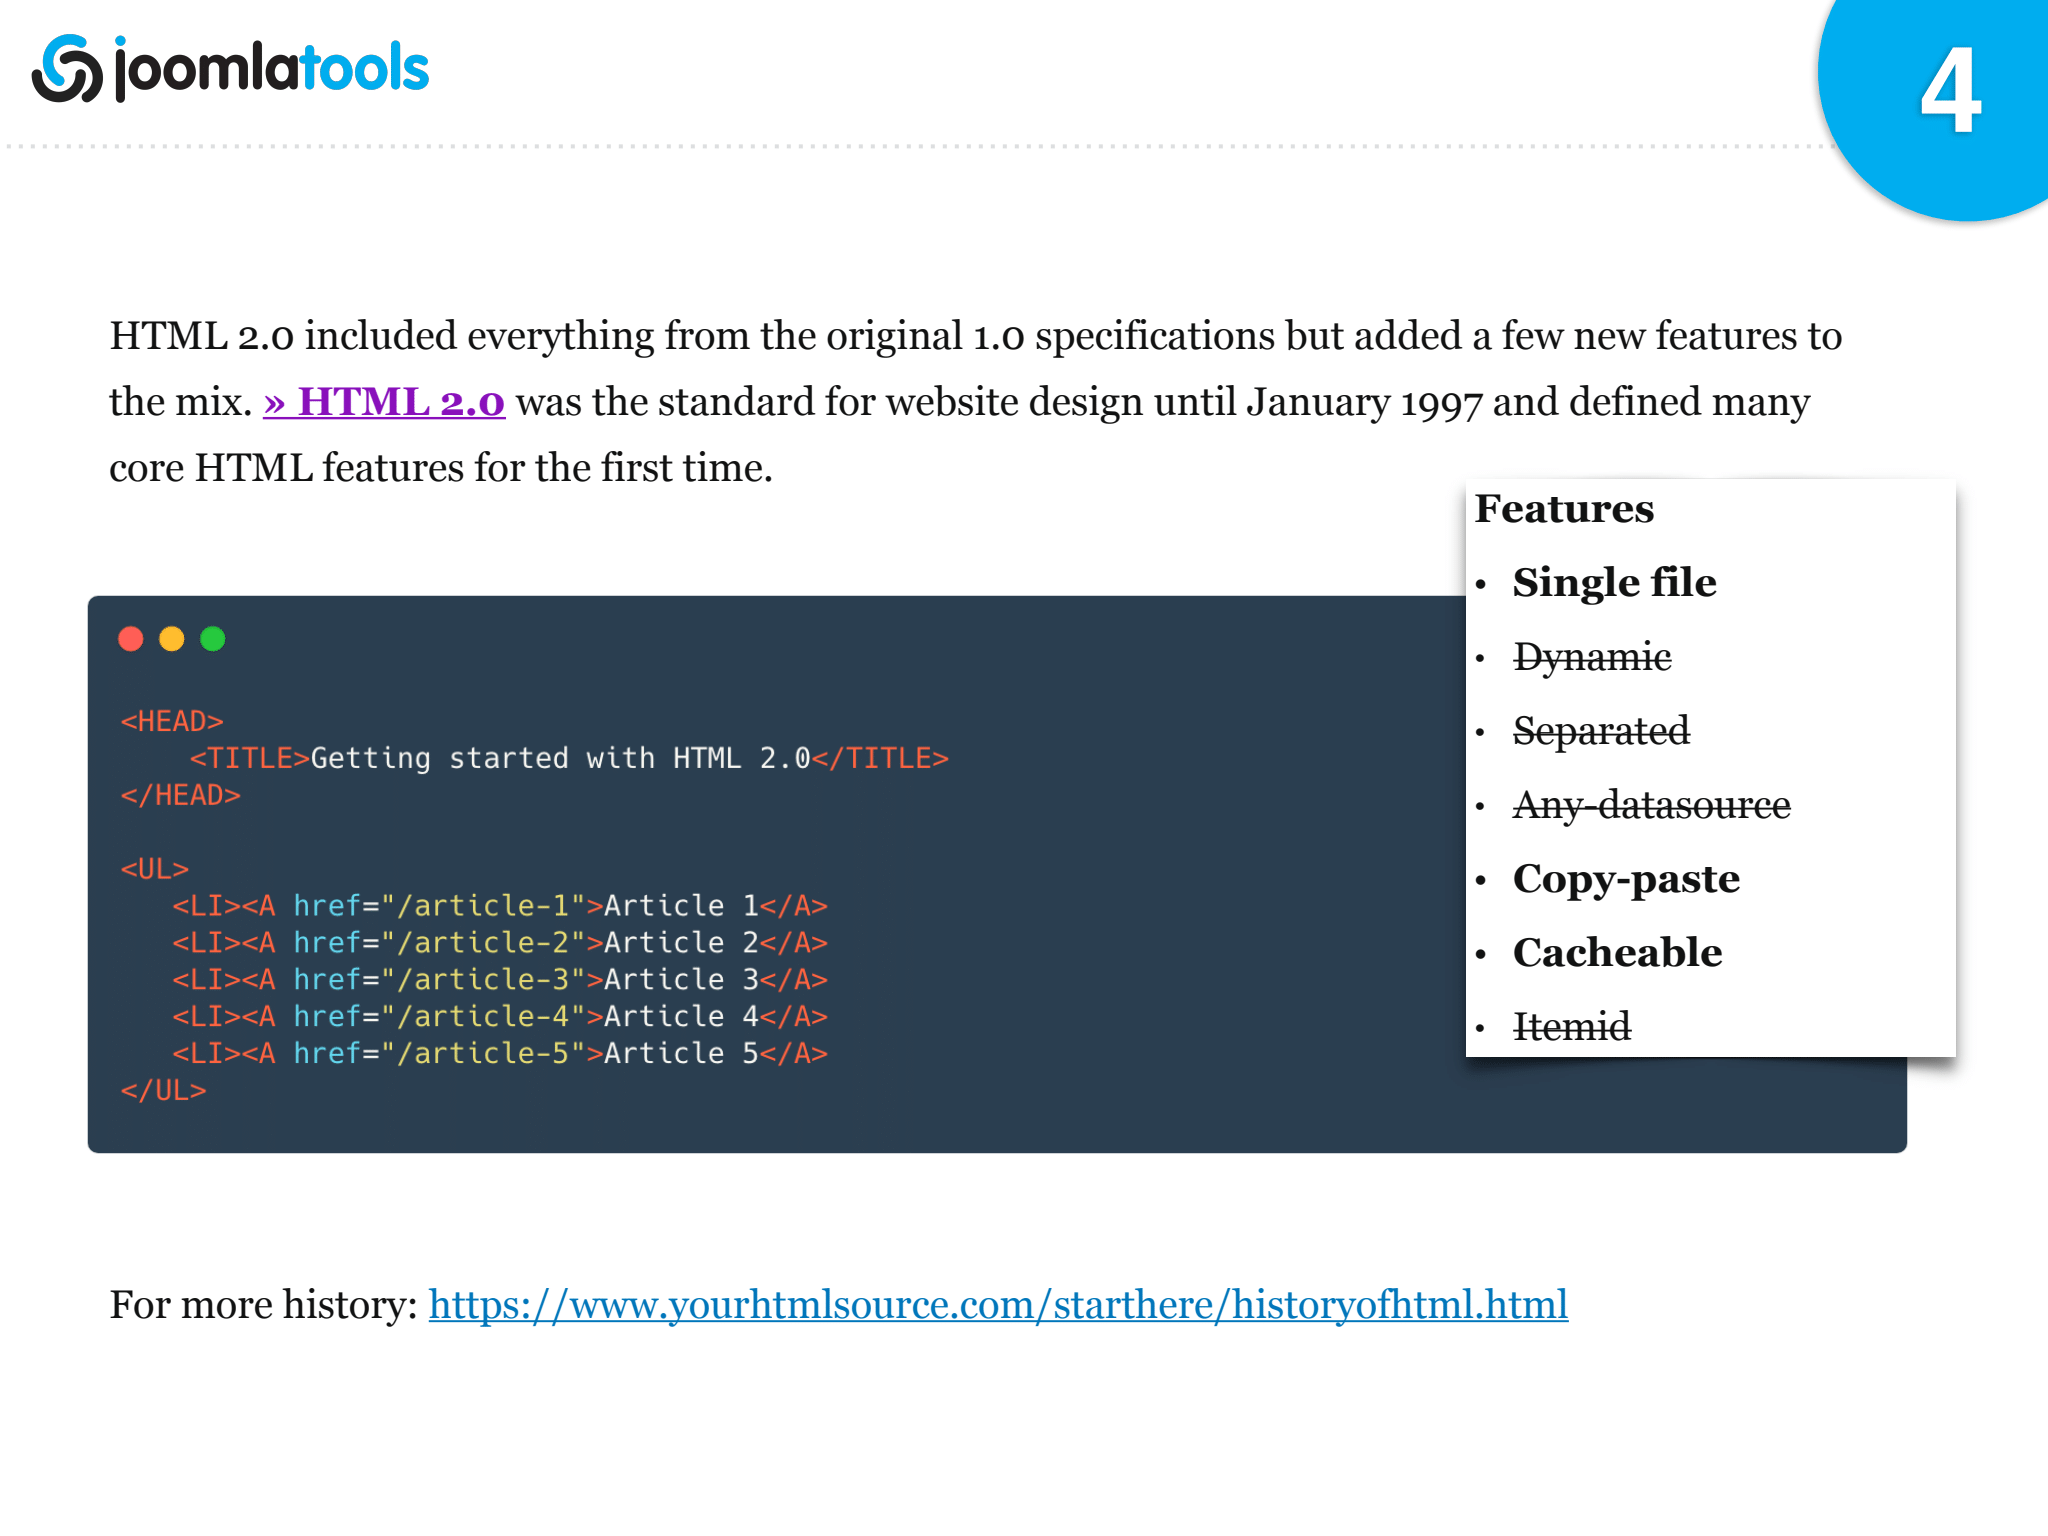 joomlatools
4
HTML 2.0 included everything from the original 1.0 specifications but added a few new features to
the mix. » HTML 2.0 was the standard for website design until January 1997 and defined many
core HTML features for the first time.
Features
• Single file
• Dynamic
• Separated
• Any-datasource
• Copy-paste
• Cacheable
• Itemid
<HEAD>
    <TITLE>Getting started with HTML 2.0</TITLE>
</HEAD>
<UL>
   <LI><A href="/article-1">Article 1</A>
   <LI><A href="/article-2">Article 2</A>
   <LI><A href="/article-3">Article 3</A>
   <LI><A href="/article-4">Article 4</A>
   <LI><A href="/article-5">Article 5</A>
</UL>
For more history: https://www.yourhtmlsource.com/starthere/historyofhtml.html